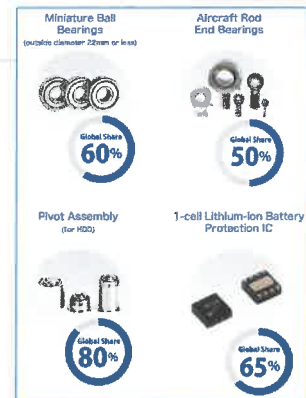 Miniature Ball
Bearings
(outside diameter 22mm or less)
Global Share
60%
Aircraft Rod
End Bearings
Global Share
50%
Pivot Assembly
(for HDD)
Global Share
80%
1-cell Lithium-ion Battery
Protection IC
Global Share
65%